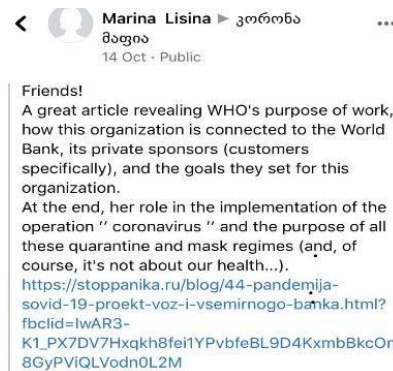 Marina Lisina ▶ კორონა
მაფია
14 Oct · Public
Friends!
A great article revealing WHO's purpose of work,
how this organization is connected to the World
Bank, its private sponsors (customers
specifically), and the goals they set for this
organization.
At the end, her role in the implementation of the
operation '' coronavirus '' and the purpose of all
these quarantine and mask regimes (and, of
course, it's not about our health...).
https://stoppanika.ru/blog/44-pandemija-
sovid-19-proekt-voz-i-vsemirnogo-banka.html?
fbclid=IwAR3-
K1_PX7DV7Hxqkh8fei1YPvbfeBL9D4KxmbBkcOr
8GyPViQLVodn0L2M